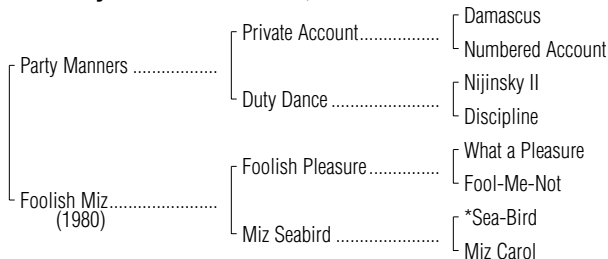 Damascus
Private Account..................
Numbered Account
Party Manners ...................
Nijinsky II
Duty Dance ........................
Discipline
What a Pleasure
Foolish Pleasure................
Fool-Me-Not
Foolish Miz........................
(1980)
*Sea-Bird
Miz Seabird .......................
Miz Carol